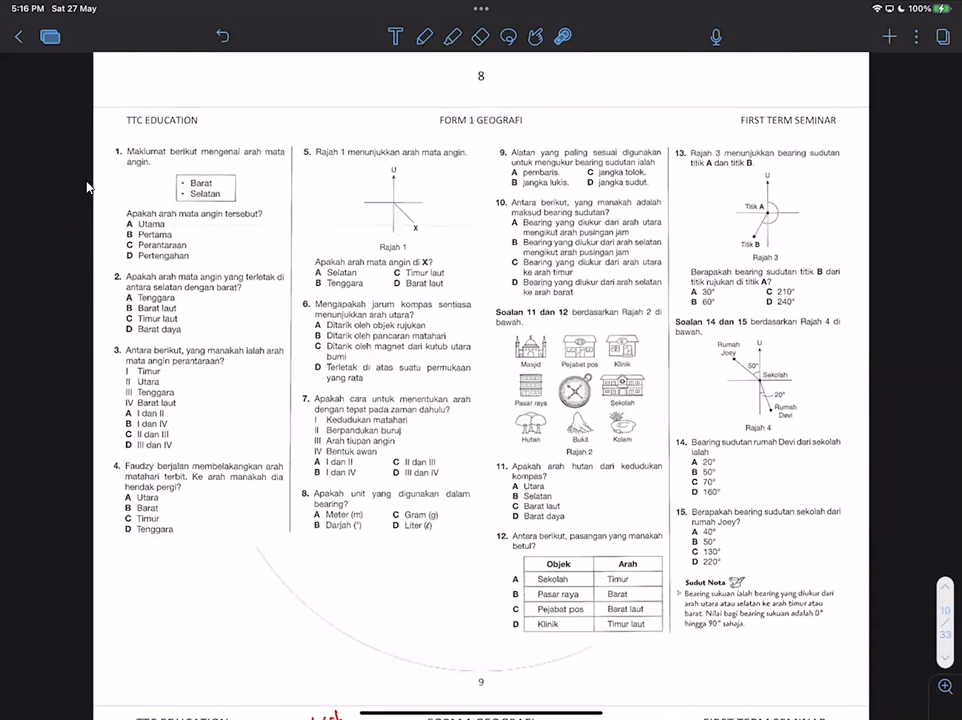 5:16 PM Sat 27 May
100%
8
TTC EDUCATION
FORM 1 GEOGRAFI
FIRST TERM SEMINAR
1. Maklumat berikut mengenai arah mata
angin.
• Barat
• Selatan
Apakah arah mata angin tersebut?
A Utama
B Pertama
C Perantaraan
D Pertengahan
2. Apakah arah mata angin yang terletak di
antara selatan dengan barat?
A Tenggara
B Barat laut
C Timur laut
D Barat daya
3. Antara berikut, yang manakah ialah arah
mata angin perantaraan?
I Timur
II Utara
III Tenggara
IV Barat laut
A I dan II
B I dan IV
C II dan III
D III dan IV
4. Faudzy berjalan membelakangkan arah
matahari terbit. Ke arah manakah dia
hendak pergi?
A Utara
B Barat
C Timur
D Tenggara
5. Rajah 1 menunjukkan arah mata angin.
U
X
Rajah 1
Apakah arah mata angin di X?
A Selatan C Timur laut
B Tenggara D Barat laut
6. Mengapakah jarum kompas sentiasa
menunjukkan arah utara?
A Ditarik oleh objek rujukan
B Ditarik oleh pancaran matahari
C Ditarik oleh magnet dari kutub utara
bumi
D Terletak di atas suatu permukaan
yang rata
7. Apakah cara untuk menentukan arah
dengan tepat pada zaman dahulu?
I Kedudukan matahari
II Berpandukan buruj
III Arah tiupan angin
IV Bentuk awan
A I dan II C II dan III
B I dan IV D III dan IV
8. Apakah unit yang digunakan dalam
bearing?
A Meter (m) C Gram (g)
B Darjah (°) D Liter (ℓ)
9. Alatan yang paling sesuai digunakan
untuk mengukur bearing sudutan ialah
A pembaris. C jangka tolok.
B jangka lukis. D jangka sudut.
10. Antara berikut, yang manakah adalah
maksud bearing sudutan?
A Bearing yang diukur dari arah utara
mengikut arah pusingan jam
B Bearing yang diukur dari arah selatan
mengikut arah pusingan jam
C Bearing yang diukur dari arah utara
ke arah timur
D Bearing yang diukur dari arah selatan
ke arah barat
Soalan 11 dan 12 berdasarkan Rajah 2 di
bawah.
Masjid Pejabat pos Klinik
Pasar raya Sekolah
Hutan Bukit Kolam
Rajah 2
11. Apakah arah hutan dari kedudukan
kompas?
A Utara
B Selatan
C Barat laut
D Barat daya
12. Antara berikut, pasangan yang manakah
betul?
Objek Arah
A Sekolah Timur
B Pasar raya Barat
C Pejabat pos Barat laut
D Klinik Timur laut
13. Rajah 3 menunjukkan bearing sudutan
titik A dan titik B.
U
Titik A
Titik B
Rajah 3
Berapakah bearing sudutan titik B dari
titik rujukan di titik A?
A 30° C 210°
B 60° D 240°
Soalan 14 dan 15 berdasarkan Rajah 4 di
bawah.
Rumah
Joey
U
50°
Sekolah
20°
Rumah
Devi
Rajah 4
14. Bearing sudutan rumah Devi dari sekolah
ialah
A 20°
B 50°
C 70°
D 160°
15. Berapakah bearing sudutan sekolah dari
rumah Joey?
A 40°
B 50°
C 130°
D 220°
Sudut Nota
Bearing sukuan ialah bearing yang diukur dari
arah utara atau selatan ke arah timur atau
barat. Nilai bagi bearing sukuan adalah 0°
hingga 90° sahaja.
9
10
/
33
TTC EDUCATION
FORM 1 GEOGRAFI
FIRST TERM SEMINAR